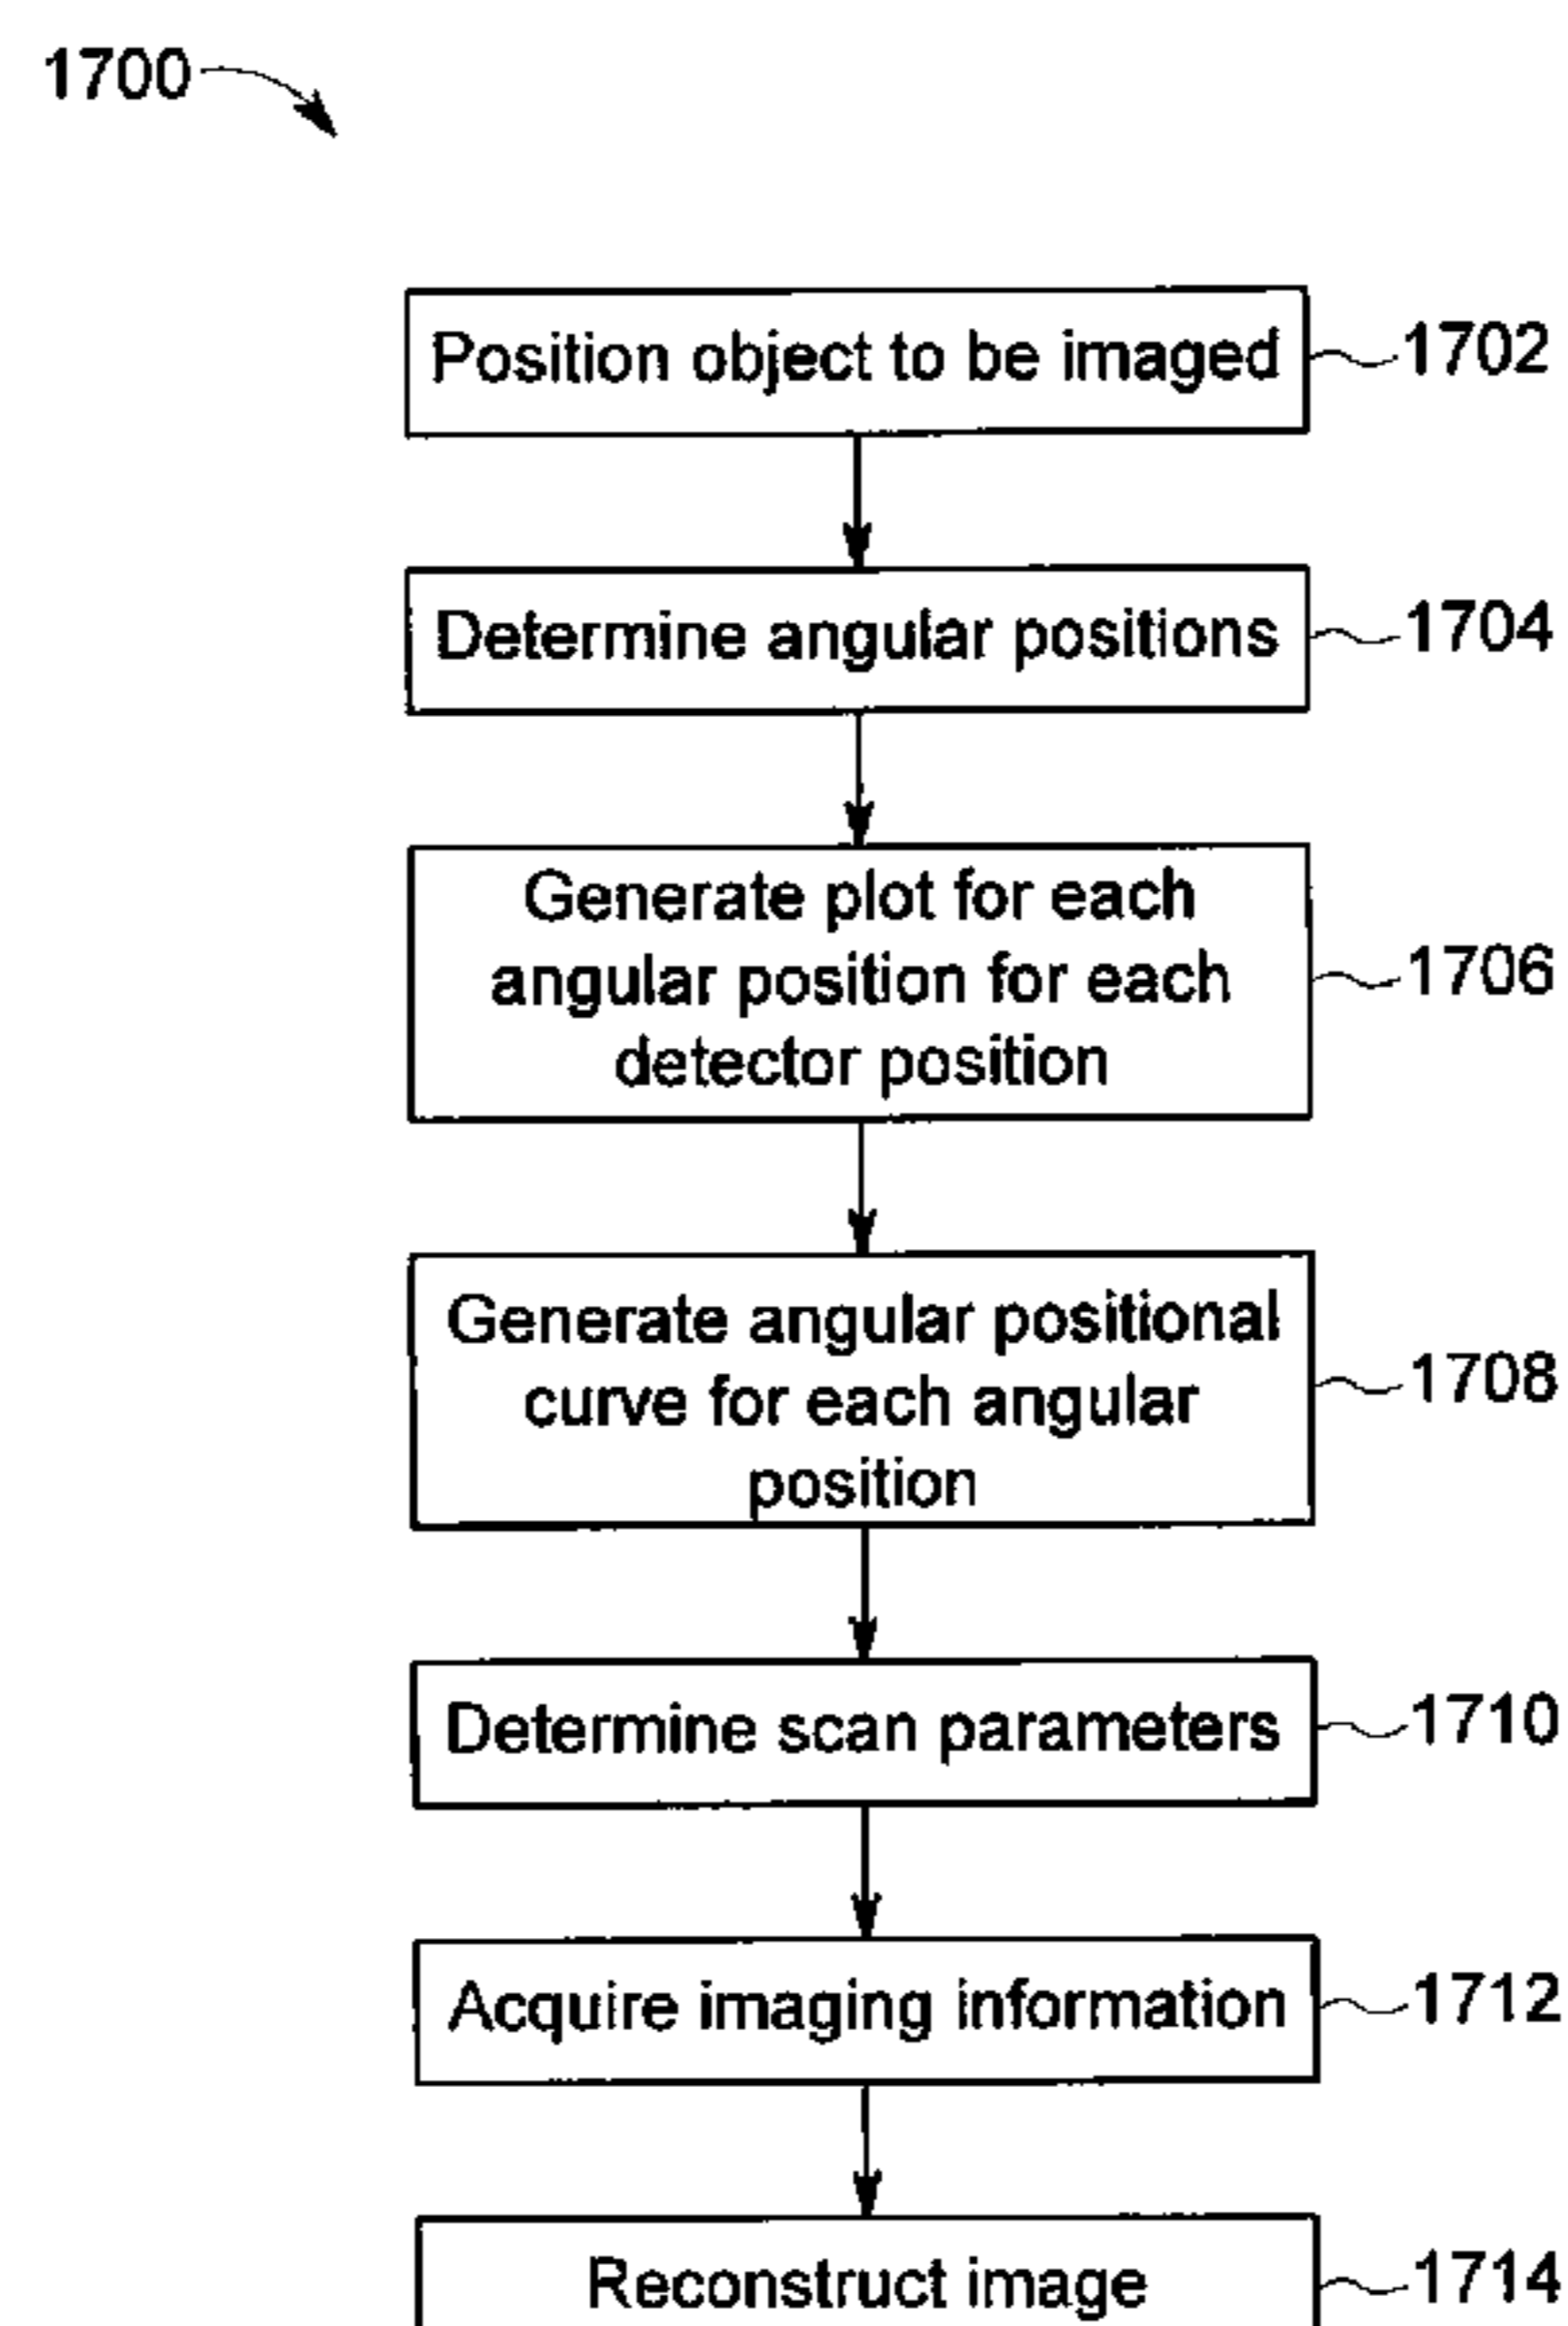 1700
Position object to be imaged
1702
Determine angular positions
1704
Generate plot for each
angular position for each
detector position
1706
Generate angular positional
curve for each angular
position
1708
Determine scan parameters
1710
Acquire imaging information
1712
Reconstruct image
1714